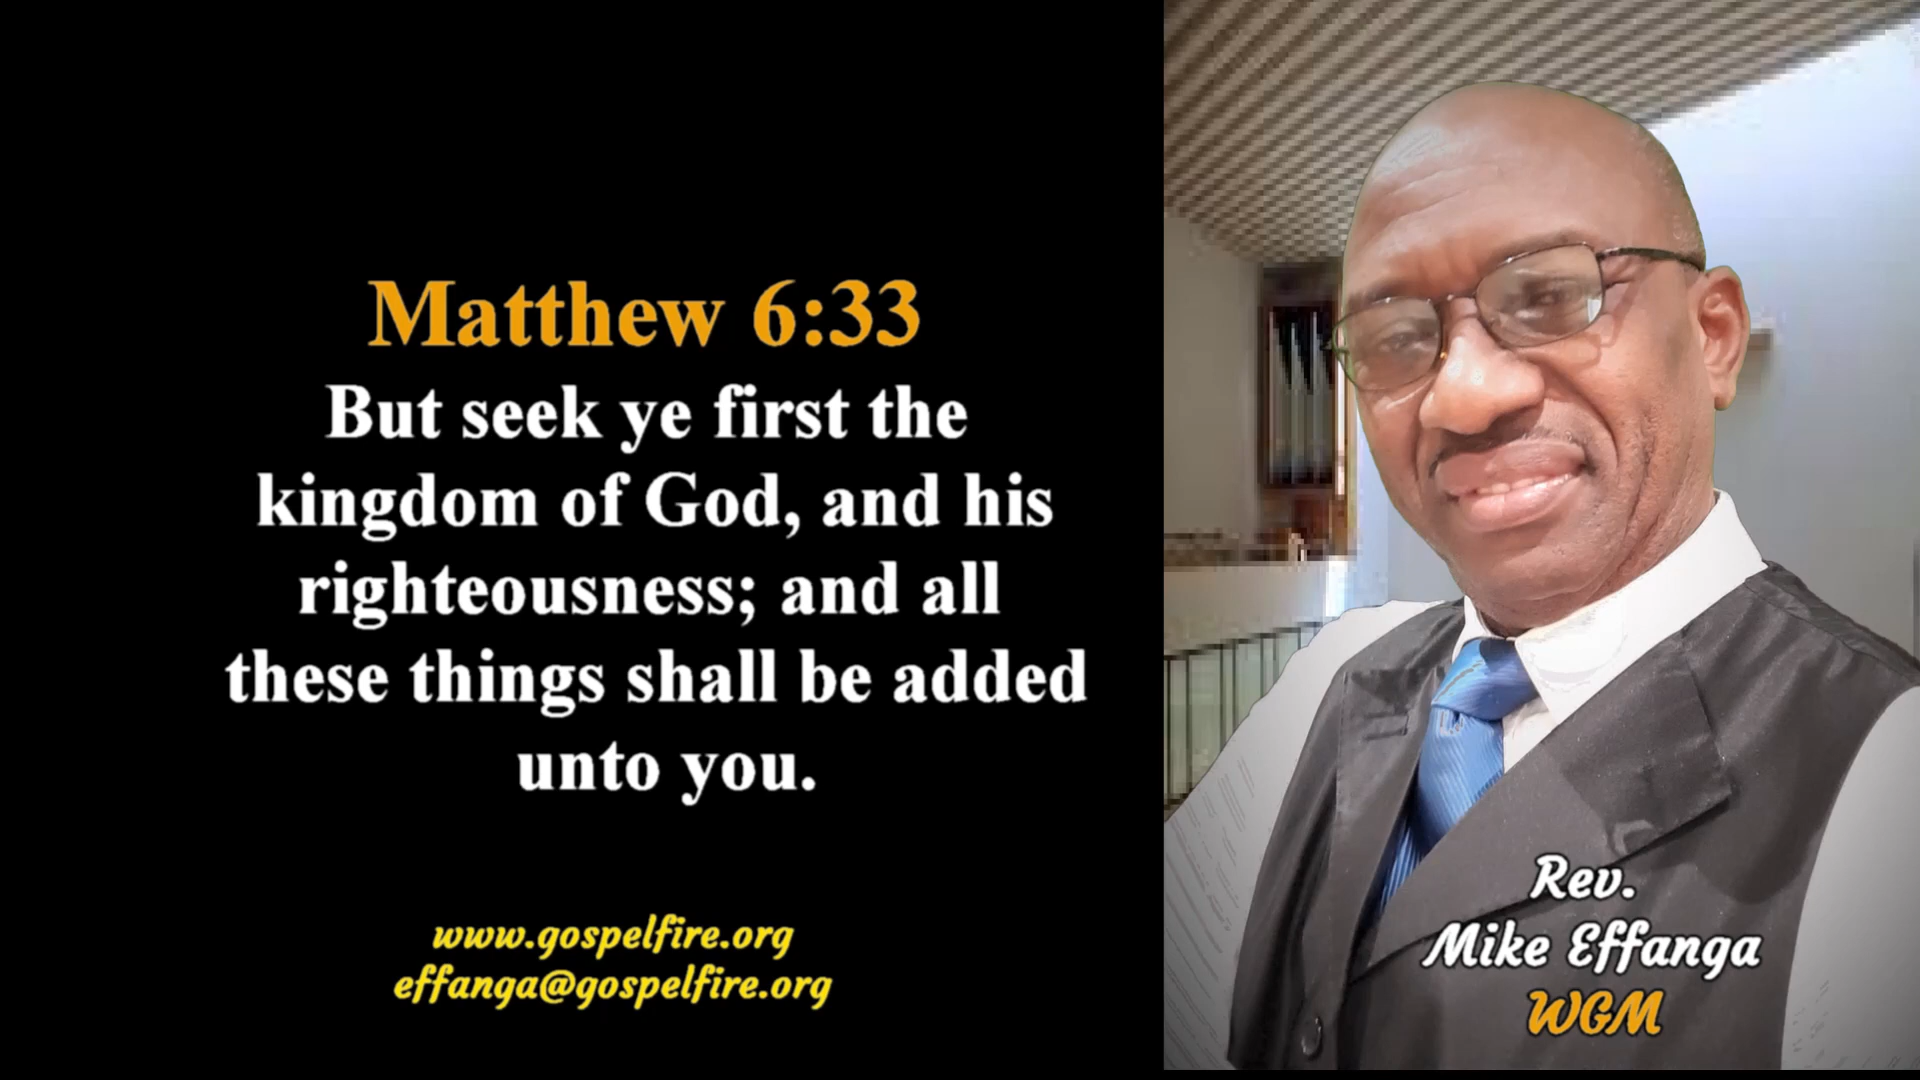 Matthew 6:33
But seek ye first the
kingdom of God, and his
righteousness; and all
these things shall be added
unto you.
www.gospelfire.org
effanga@gospelfire.org
Rev.
Mike Effanga
WGM